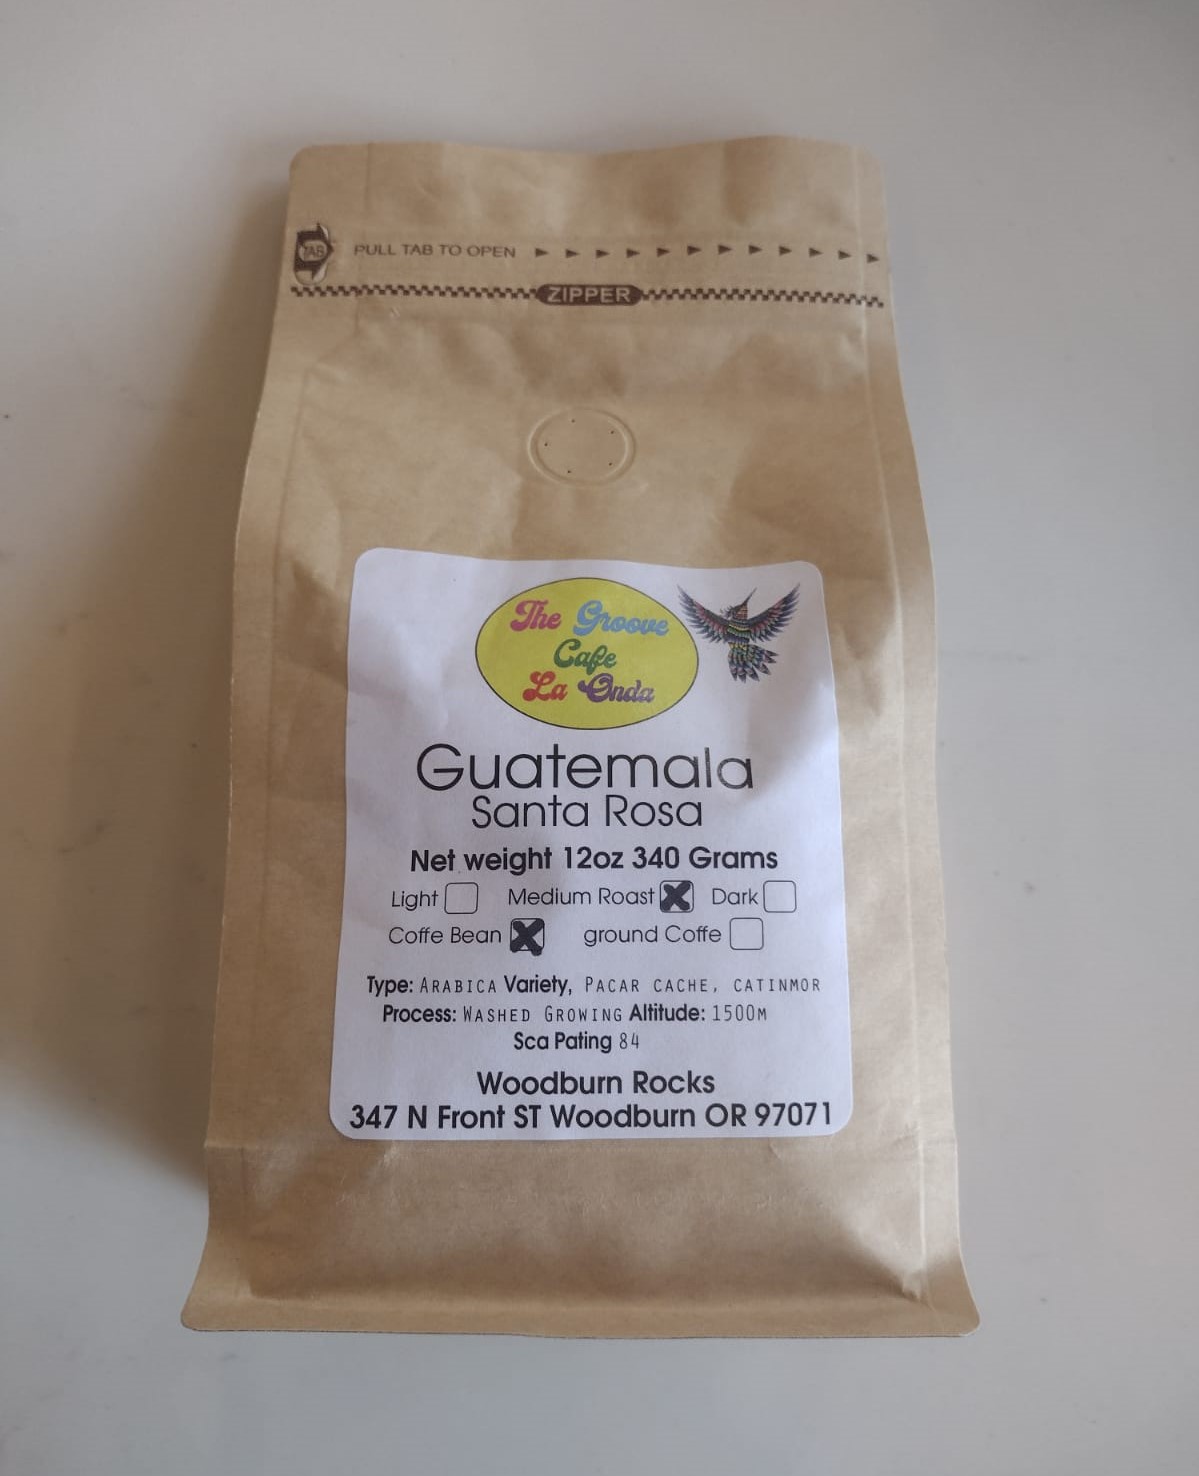 TAB
PULL TAB TO OPEN
ZIPPER
The Groove
Cafe
La Onda
Guatemala
Santa Rosa
Net weight 12oz 340 Grams
Light Medium Roast Dark
Coffe Bean ground Coffe
Type: ARABICA Variety, PACAR CACHE, CATINMOR
Process: WASHED GROWING Altitude: 1500M
Sca Pating 84
Woodburn Rocks
347 N Front ST Woodburn OR 97071